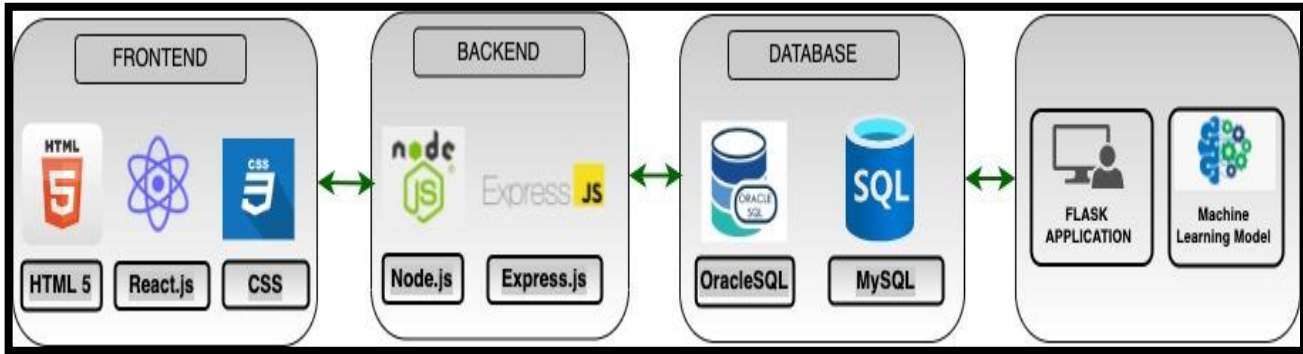 FRONTEND
HTML
5
CSS
3
HTML 5
React.js
CSS
BACKEND
node
JS
Express JS
Node.js
Express.js
DATABASE
ORACLE
SQL
SQL
OracleSQL
MySQL
FLASK
APPLICATION
Machine
Learning Model